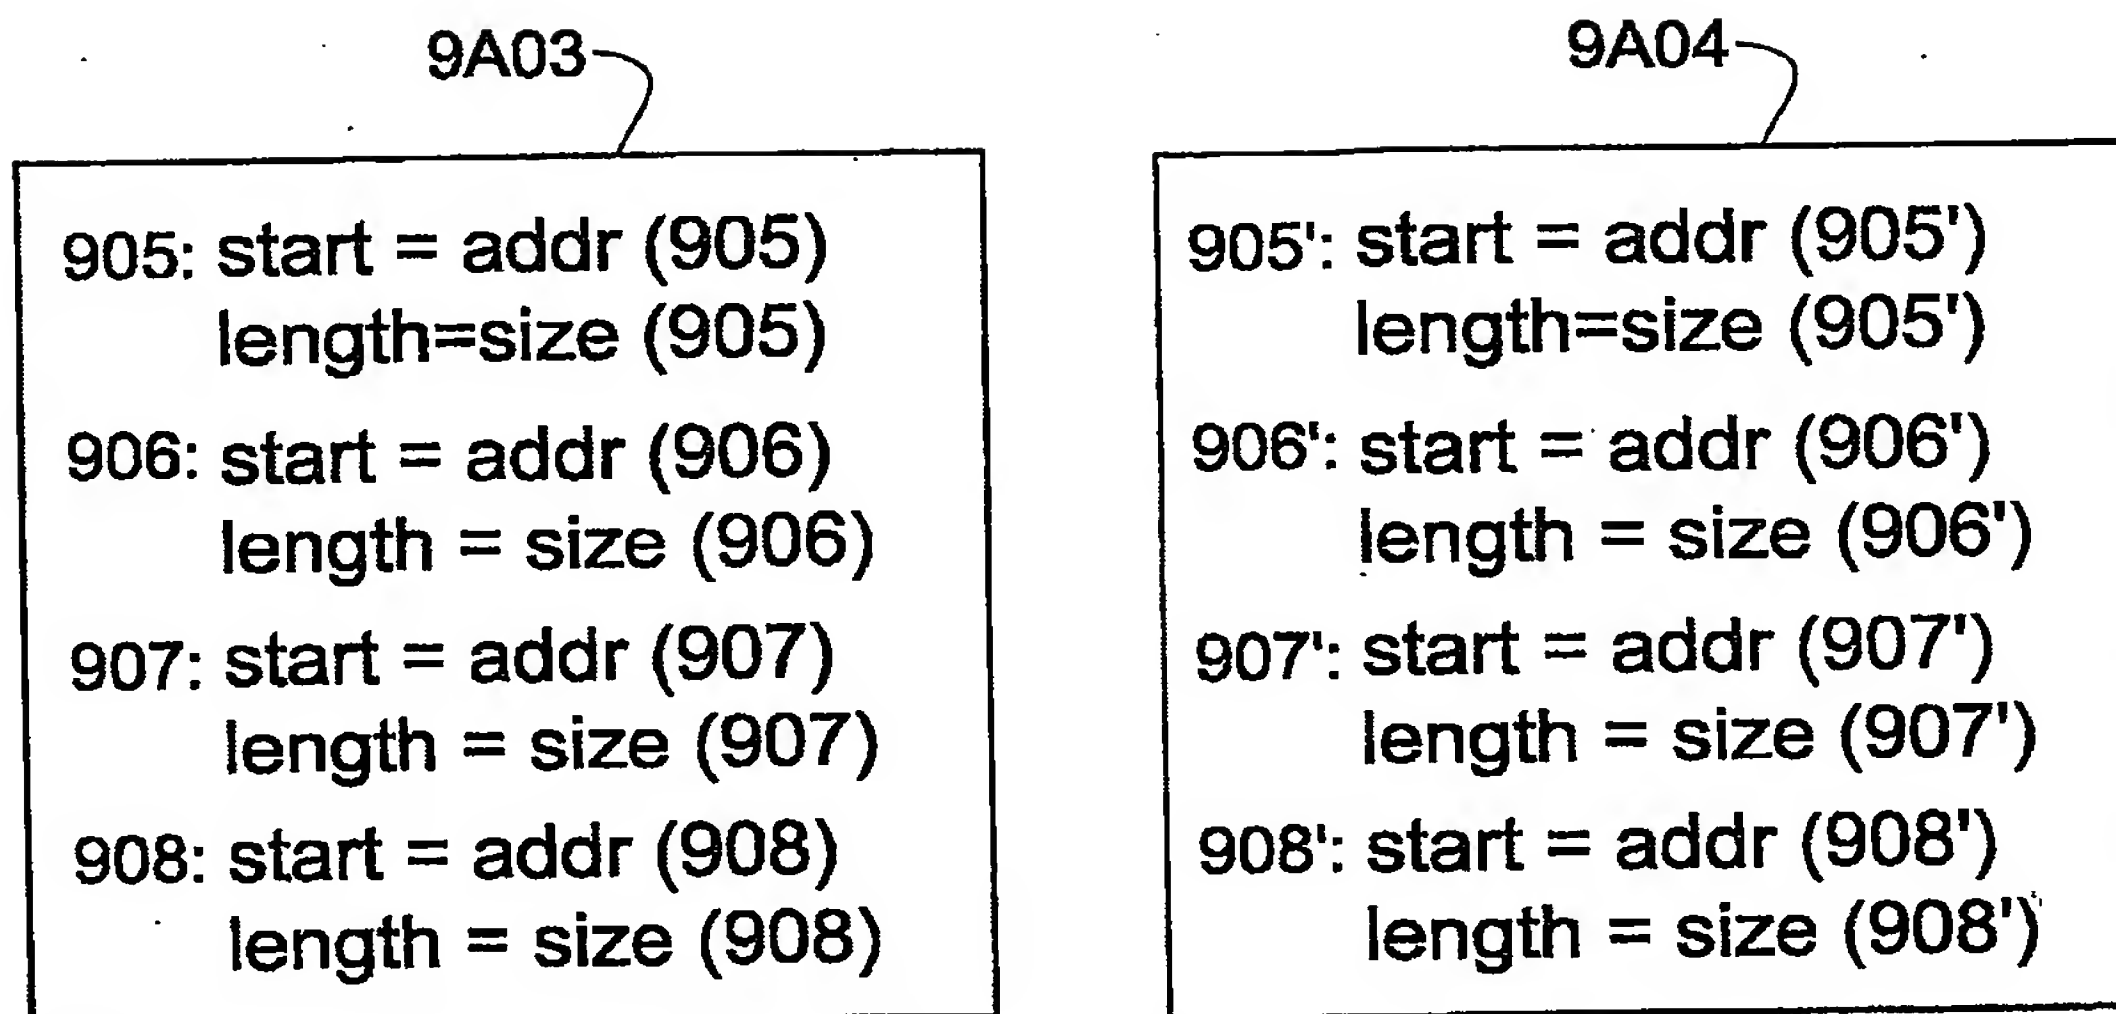 9A03
905: start = addr (905)
length=size (905)
906: start = addr (906)
length = size (906)
907: start = addr (907)
length = size (907)
908: start = addr (908)
length = size (908)
9A04
905': start = addr (905')
length=size (905')
906': start = addr (906')
length = size (906')
907': start = addr (907')
length = size (907')
908': start = addr (908')
length = size (908')